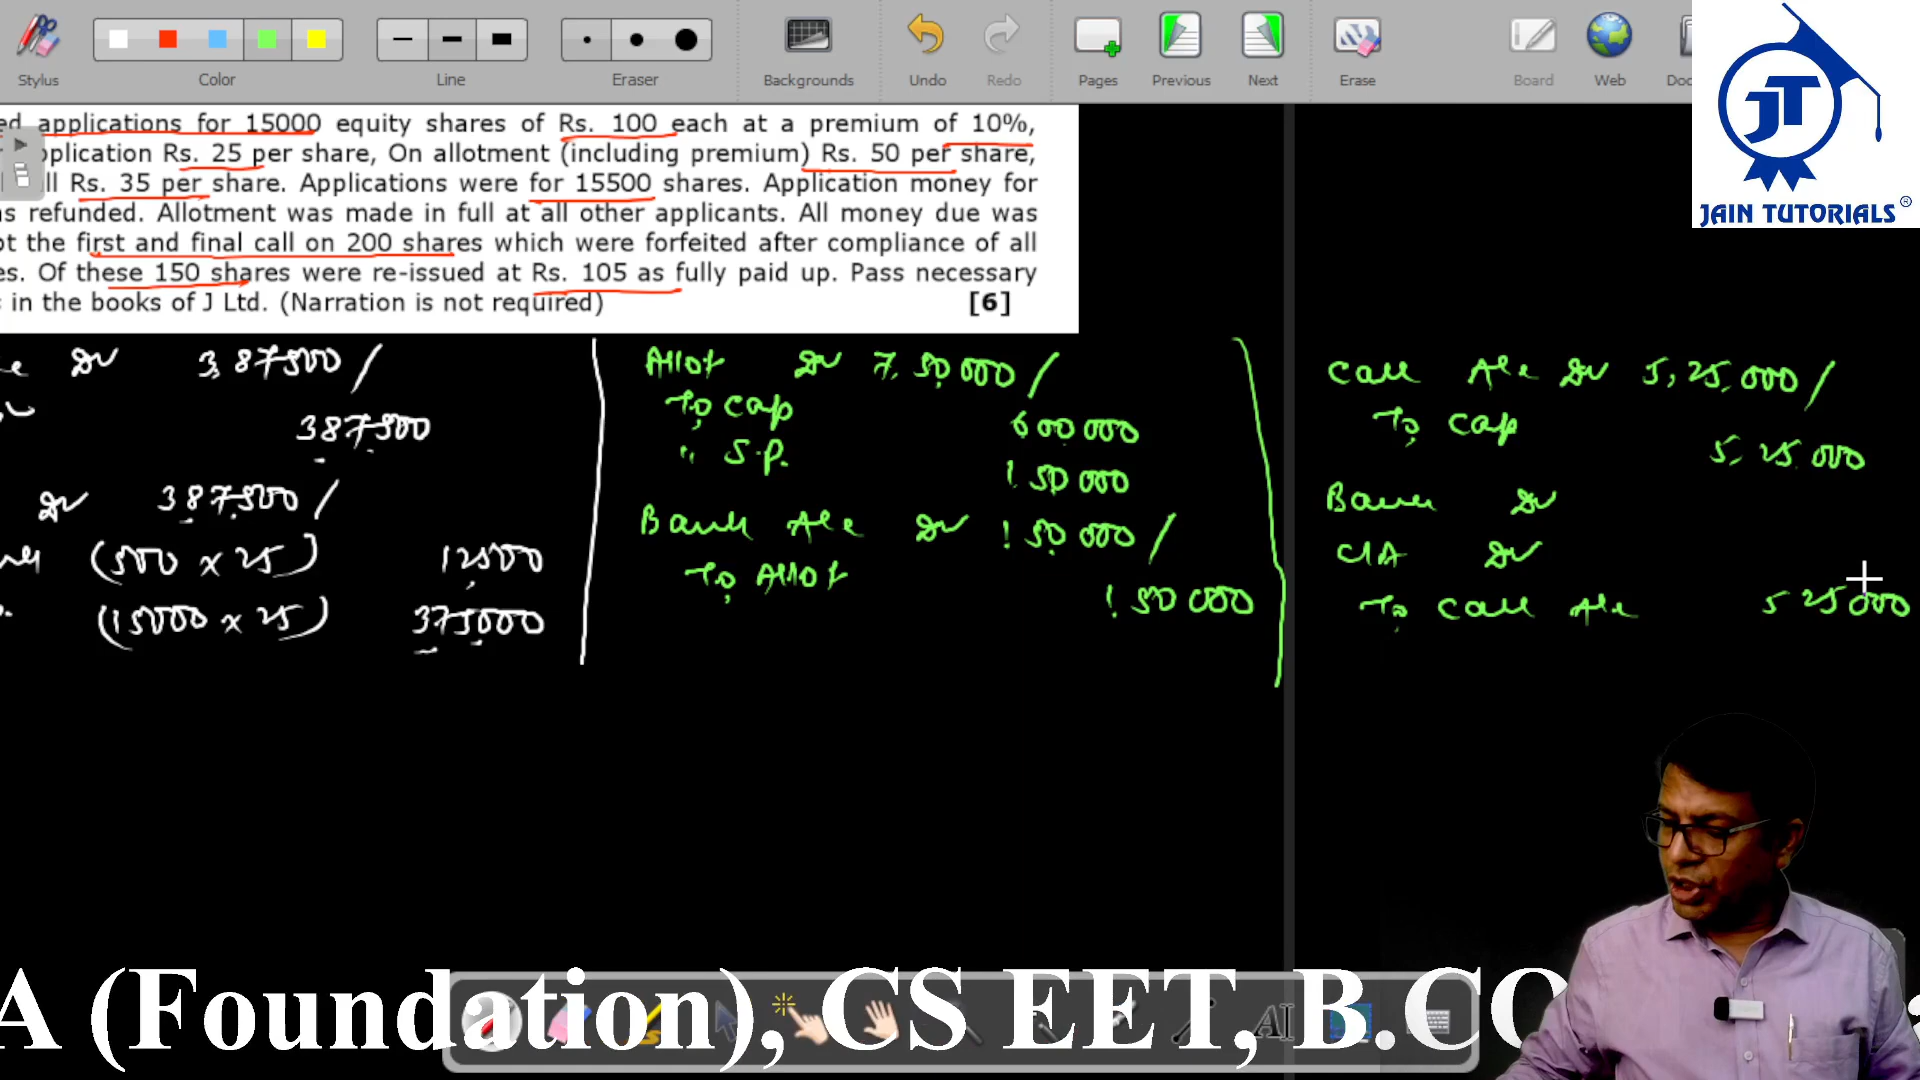 Stylus
Color
Line
Eraser
Backgrounds
Undo
Redo
Pages
Previous
Next
Erase
Board
Web
JT
JAIN TUTORIALS®
ed applications for 15000 equity shares of Rs. 100 each at a premium of 10%,
pplication Rs. 25 per share, On allotment (including premium) Rs. 50 per share,
ll Rs. 35 per share. Applications were for 15500 shares. Application money for
s refunded. Allotment was made in full at all other applicants. All money due was
pt the first and final call on 200 shares which were forfeited after compliance of all
es. Of these 150 shares were re-issued at Rs. 105 as fully paid up. Pass necessary
s in the books of J Ltd. (Narration is not required) [6]
Dr 3,87500/
387500
Dr 387500/
(500 x 25) 12500
(15000 x 25) 375000
Allot Dr 7,50000/
To Cap 600000
" S.P. 150000
Bank A/c Dr 150000/
To Allot 150000
Call A/c Dr 5,25,000/
To Cap 5,25000
Bank Dr
CIA Dr
To Call A/c 525000
A (Foundation), CS EET, B.CO